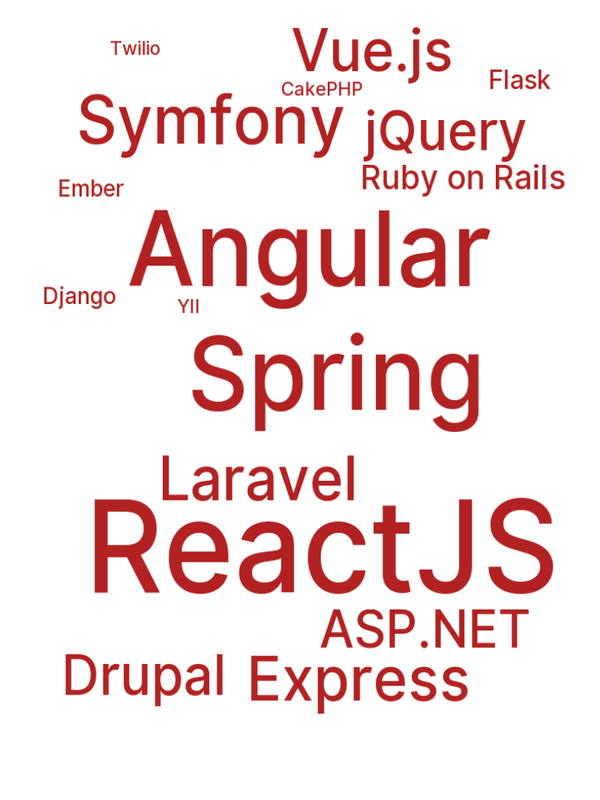 Vue.js
Twilio
Flask
CakePHP
Symfony
jQuery
Ruby on Rails
Ember
Angular
Django
YII
Spring
Laravel
ReactJS
ASP.NET
Drupal
Express